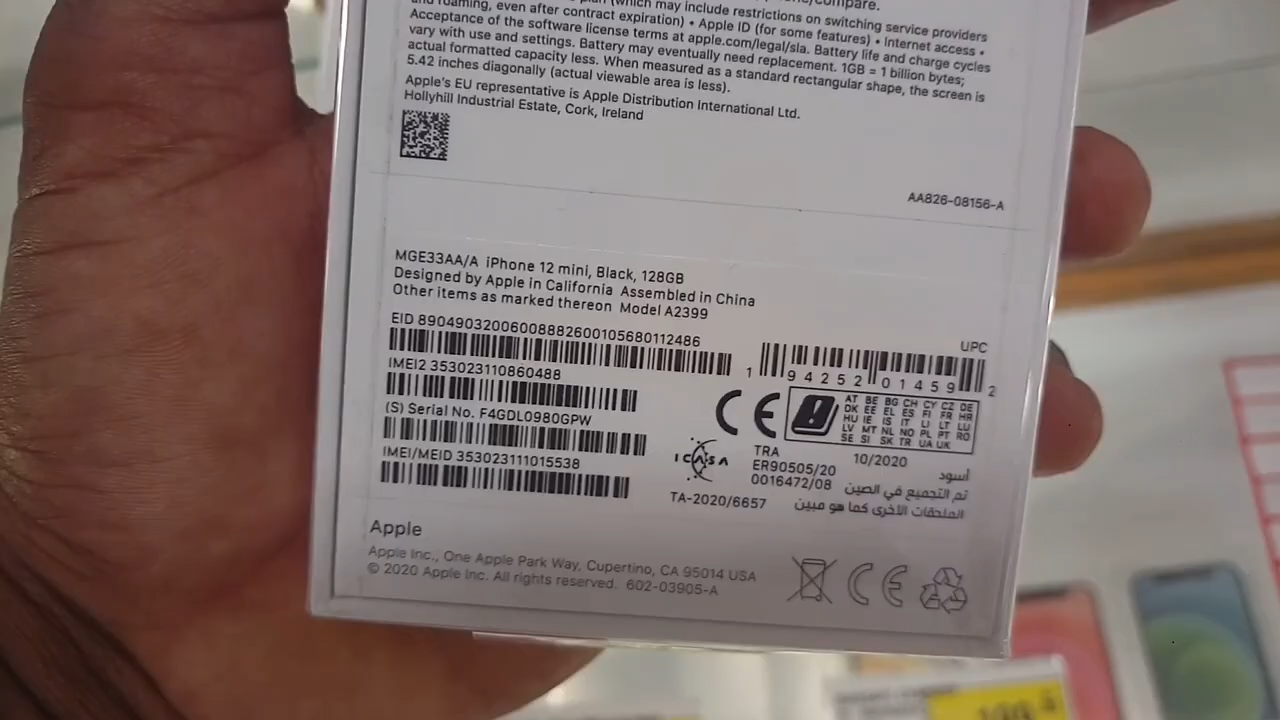 (which may include restrictions on switching service providers
and roaming, even after contract expiration) • Apple ID (for some features) • Internet access •
Acceptance of the software license terms at apple.com/legal/sla. Battery life and charge cycles
vary with use and settings. Battery may eventually need replacement. 1GB = 1 billion bytes;
actual formatted capacity less. When measured as a standard rectangular shape, the screen is
5.42 inches diagonally (actual viewable area is less).
Apple's EU representative is Apple Distribution International Ltd.
Hollyhill Industrial Estate, Cork, Ireland
AA826-08156-A
MGE33AA/A iPhone 12 mini, Black, 128GB
Designed by Apple in California Assembled in China
Other items as marked thereon Model A2399
EID 89049032006008882600105680112486
UPC
1 94252 01459 2
IMEI2 353023110860488
(S) Serial No. F4GDL0980GPW
IMEI/MEID 353023111015538
CE
AT BE BG CH CY CZ DE
DK EE EL ES FI FR HR
HU IE IS IT LI LT LU
LV MT NL NO PL PT RO
SE SI SK TR UA UK
ICASA
TA-2020/6657
TRA
ER90505/20
0016472/08
10/2020
أسود
تم التجميع في الصين
الملحقات الأخرى كما هو مبين
Apple
Apple Inc., One Apple Park Way, Cupertino, CA 95014 USA
© 2020 Apple Inc. All rights reserved. 602-03905-A
CE